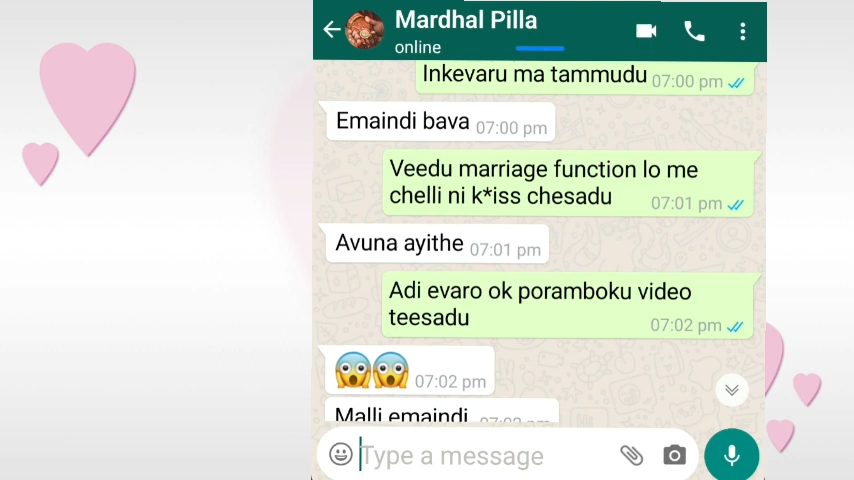 Mardhal Pilla
online
Inkevaru ma tammudu 07:00 pm
Emaindi bava 07:00 pm
Veedu marriage function lo me
chelli ni k*iss chesadu 07:01 pm
Avuna ayithe 07:01 pm
Adi evaro ok poramboku video
teesadu 07:02 pm
😱😱 07:02 pm
Malli emaindi
Type a message